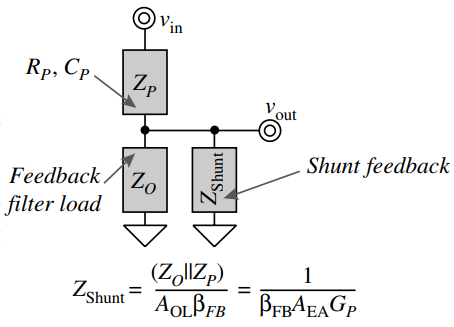 v_in
R_P, C_P
Z_P
v_out
Feedback
filter load
Z_O
Z_Shunt
Shunt feedback
Z_Shunt = (Z_O||Z_P) / A_OL β_FB = 1 / β_FB A_EA G_P